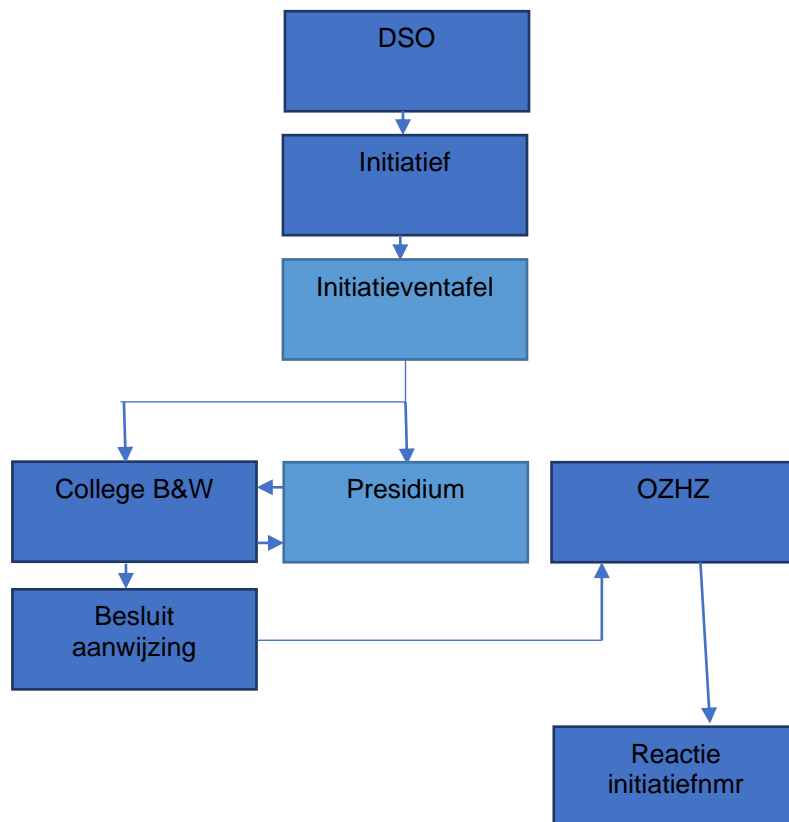 DSO
Initiatief
Initiatieventafel
College B&W
Presidium
OZHZ
Besluit
aanwijzing
Reactie
initiatiefnmr